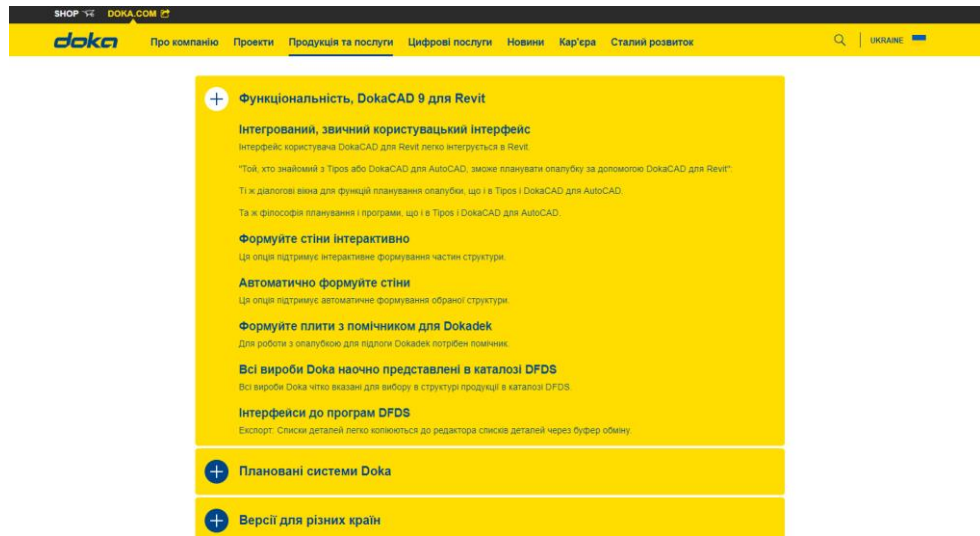 SHOP DOKA.COM
doka Про компанію Проекти Продукція та послуги Цифрові послуги Новини Кар'єра Сталий розвиток UKRAINE
Функціональність, DokaCAD 9 для Revit
Інтегрований, звичний користувацький інтерфейс
Інтерфейс користувача DokaCAD для Revit легко інтегрується в Revit.
"Той, хто знайомий з Tipos або DokaCAD для AutoCAD, зможе планувати опалубку за допомогою DokaCAD для Revit":
Ті ж діалогові вікна для функцій планування опалубки, що і в Tipos і DokaCAD для AutoCAD.
Та ж філософія планування і програми, що і в Tipos і DokaCAD для AutoCAD.
Формуйте стіни інтерактивно
Ця опція підтримує інтерактивне формування частин структури.
Автоматично формуйте стіни
Ця опція підтримує автоматичне формування обраної структури.
Формуйте плити з помічником для Dokadek
Для роботи з опалубкою для підлоги Dokadek потрібен помічник.
Всі вироби Doka наочно представлені в каталозі DFDS
Всі вироби Doka чітко вказані для вибору в структурі продукції в каталозі DFDS.
Інтерфейси до програм DFDS
Експорт: Списки деталей легко копіюються до редактора списків деталей через буфер обміну.
Плановані системи Doka
Версії для різних країн